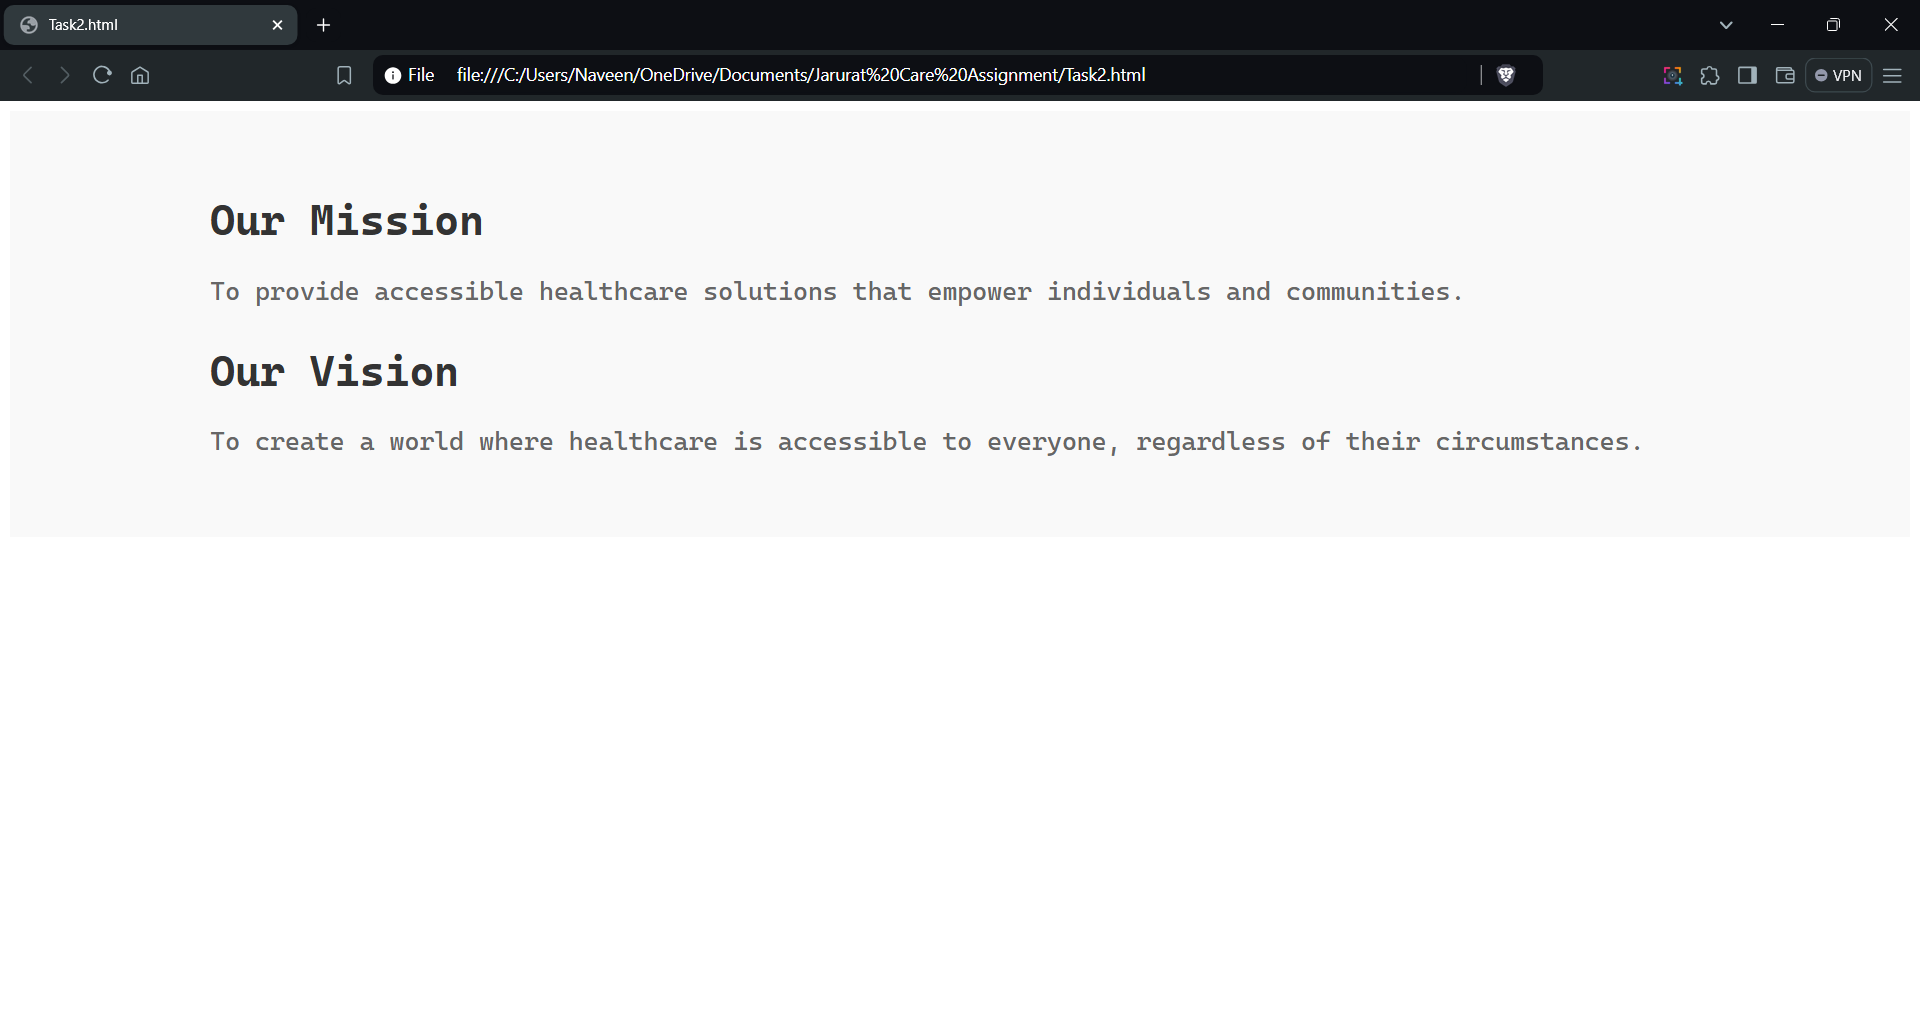 Task2.html
File file:///C:/Users/Naveen/OneDrive/Documents/Jarurat%20Care%20Assignment/Task2.html
VPN
Our Mission
To provide accessible healthcare solutions that empower individuals and communities.
Our Vision
To create a world where healthcare is accessible to everyone, regardless of their circumstances.